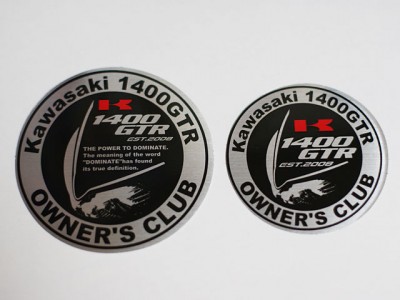 Kawasaki 1400GTR
K
1400
GTR
EST.2008
THE POWER TO DOMINATE.
The meaning of the word
"DOMINATE"has found
its true definition.
OWNER'S CLUB
Kawasaki 1400GTR
K
1400
GTR
EST.2008
OWNER'S CLUB